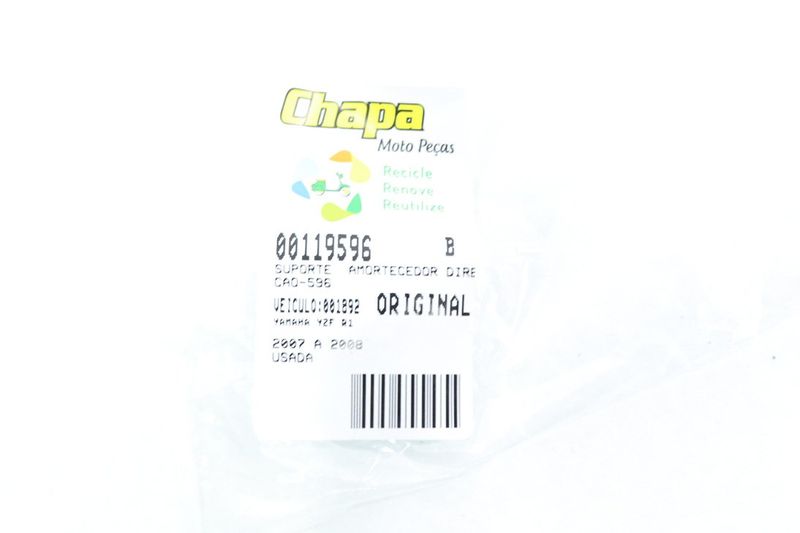 Chapa
Moto Peças
Recicle
Renove
Reutilize
00119596 B
SUPORTE AMORTECEDOR DIRE
CAO-596
VEICULO:001892 ORIGINAL
YAMAHA YZF R1
2007 A 2008
USADA